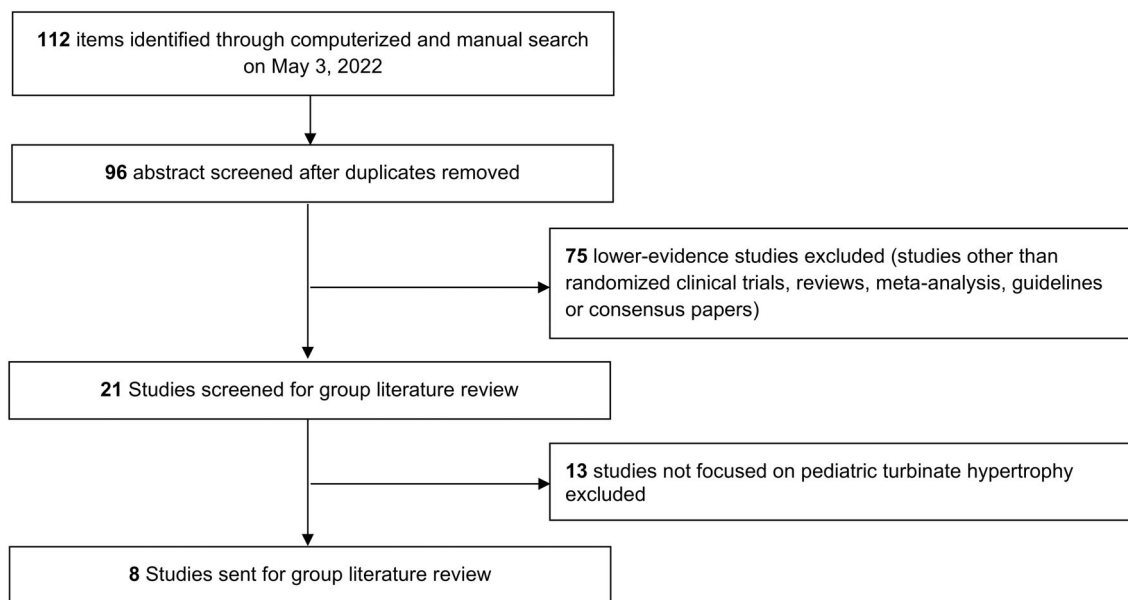 112 items identified through computerized and manual search
on May 3, 2022
96 abstract screened after duplicates removed
75 lower-evidence studies excluded (studies other than
randomized clinical trials, reviews, meta-analysis, guidelines
or consensus papers)
21 Studies screened for group literature review
13 studies not focused on pediatric turbinate hypertrophy
excluded
8 Studies sent for group literature review